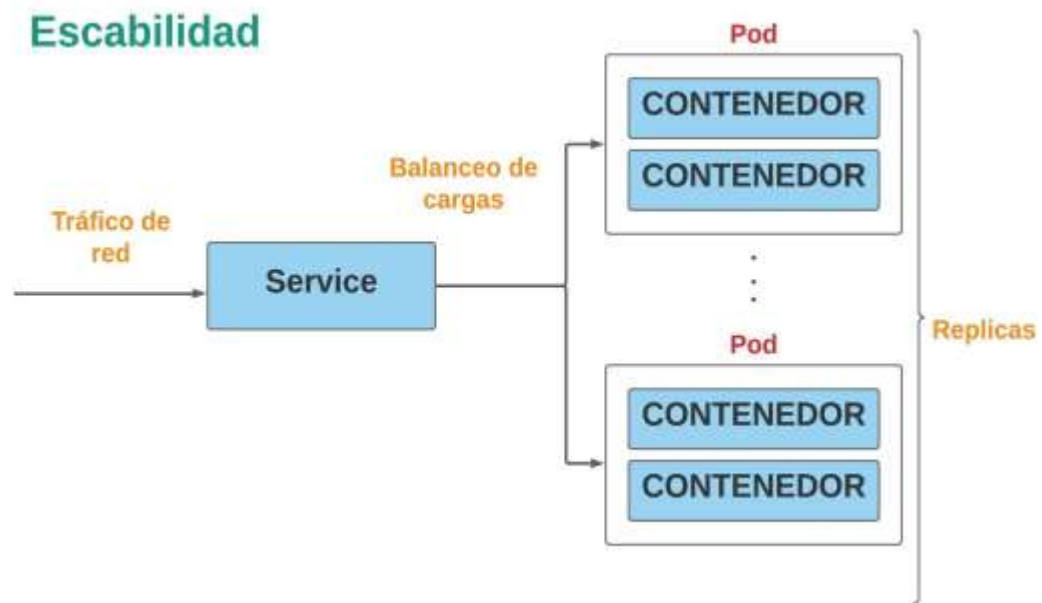 Escabilidad
Pod
CONTENEDOR
CONTENEDOR
Balanceo de
cargas
Tráfico de
red
Service
Pod
Replicas
CONTENEDOR
CONTENEDOR